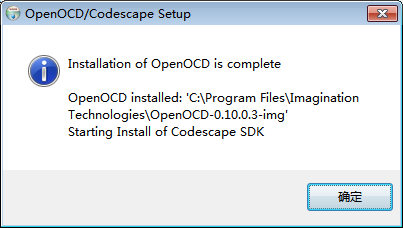 OpenOCD/Codescape Setup
Installation of OpenOCD is complete
OpenOCD installed: 'C:\Program Files\Imagination
Technologies\OpenOCD-0.10.0.3-img'
Starting Install of Codescape SDK
确定